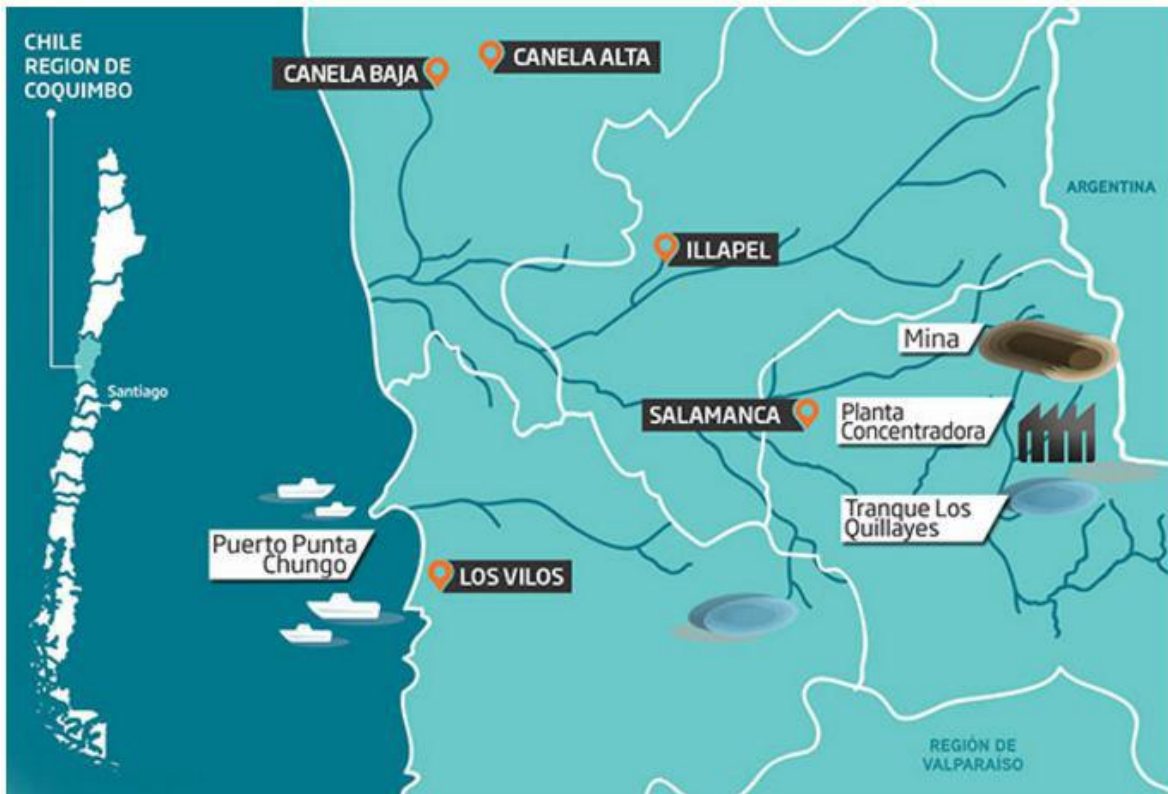 CHILE
REGION DE
COQUIMBO
Santiago
CANELA BAJA
CANELA ALTA
ARGENTINA
ILLAPEL
Mina
SALAMANCA
Planta
Concentradora
Tranque Los
Quillayes
Puerto Punta
Chungo
LOS VILOS
REGIÓN DE
VALPARAÍSO